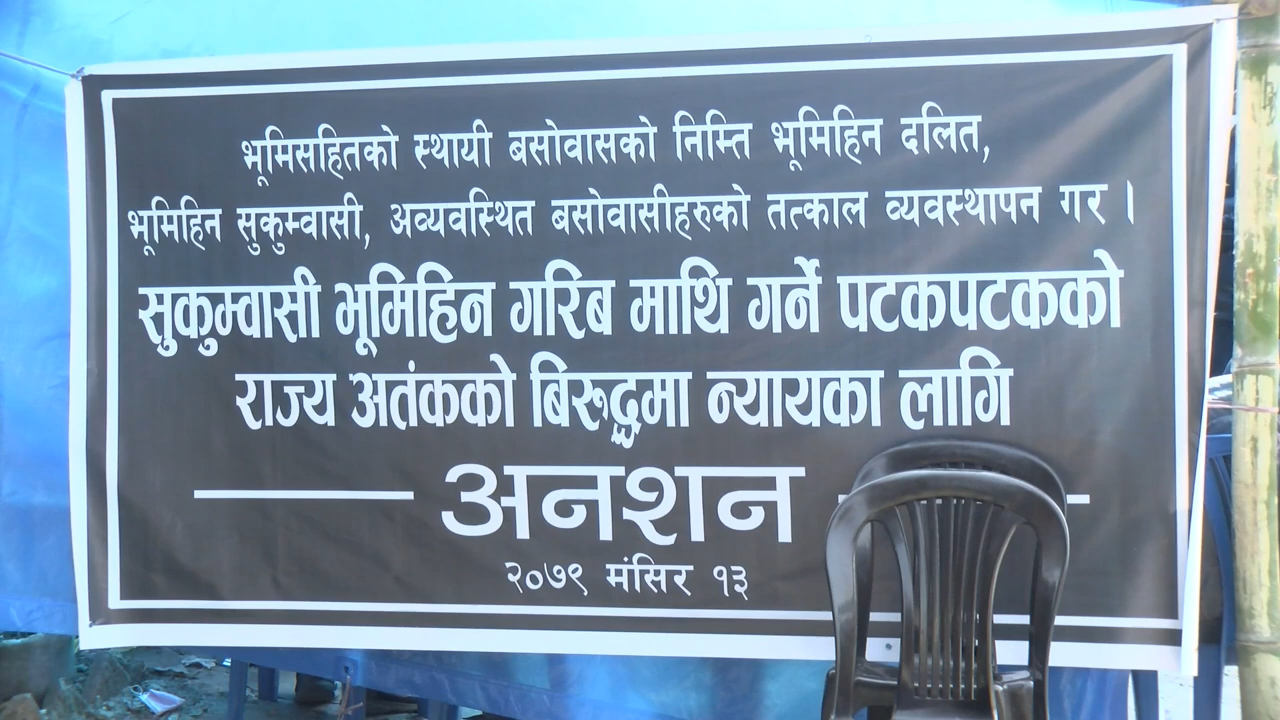 भूमिसहितको स्थायी बसोवासको निम्ति भूमिहिन दलित,
भूमिहिन सुकुम्वासी, अव्यवस्थित बसोवासीहरुको तत्काल व्यवस्थापन गर ।
सुकुम्वासी भूमिहिन गरिब माथि गर्ने पटकपटकको
राज्य अतंकको बिरूद्धमा न्यायका लागि
अनशन
२०७९ मंसिर १३